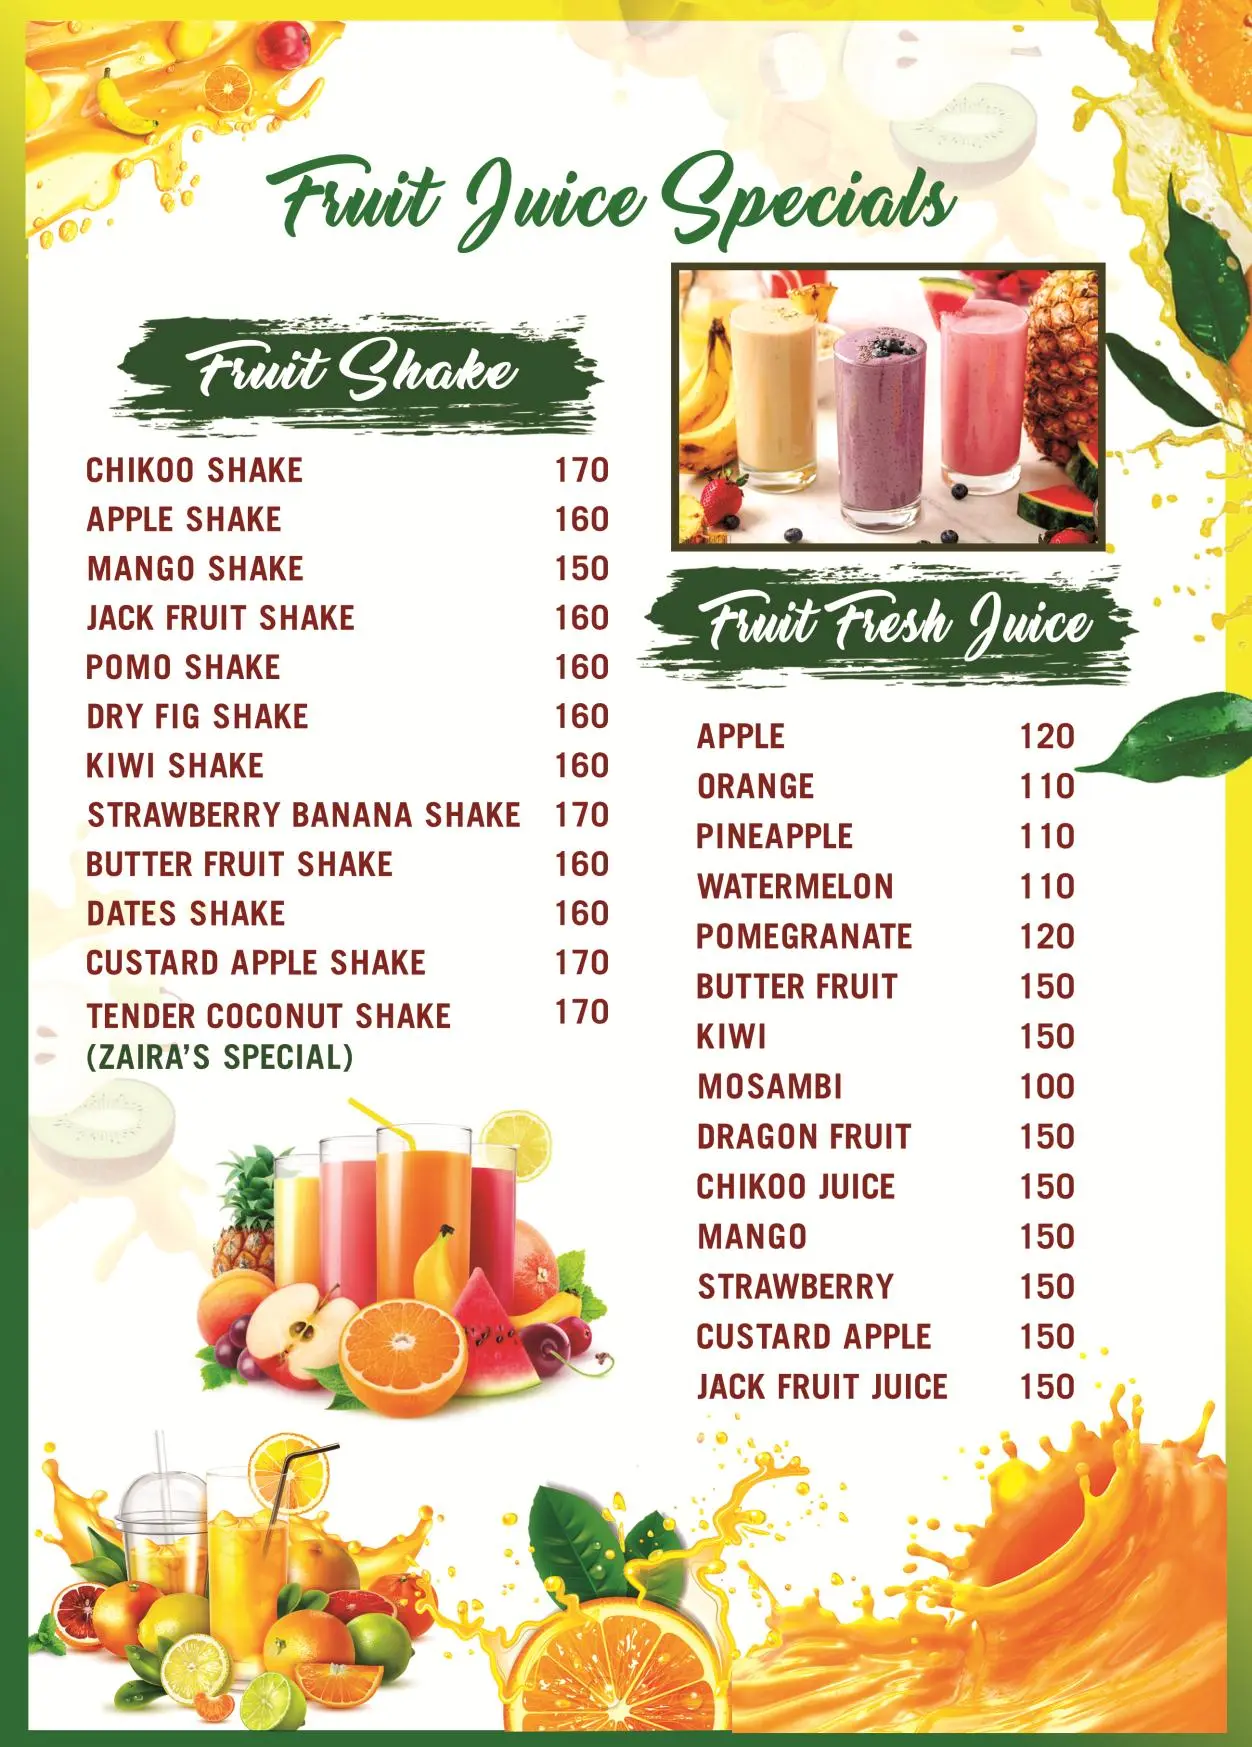 Fruit Juice Specials
Fruit Shake
CHIKOO SHAKE 170
APPLE SHAKE 160
MANGO SHAKE 150
JACK FRUIT SHAKE 160
POMO SHAKE 160
DRY FIG SHAKE 160
KIWI SHAKE 160
STRAWBERRY BANANA SHAKE 170
BUTTER FRUIT SHAKE 160
DATES SHAKE 160
CUSTARD APPLE SHAKE 170
TENDER COCONUT SHAKE 170
(ZAIRA'S SPECIAL)
Fruit Fresh Juice
APPLE 120
ORANGE 110
PINEAPPLE 110
WATERMELON 110
POMEGRANATE 120
BUTTER FRUIT 150
KIWI 150
MOSAMBI 100
DRAGON FRUIT 150
CHIKOO JUICE 150
MANGO 150
STRAWBERRY 150
CUSTARD APPLE 150
JACK FRUIT JUICE 150